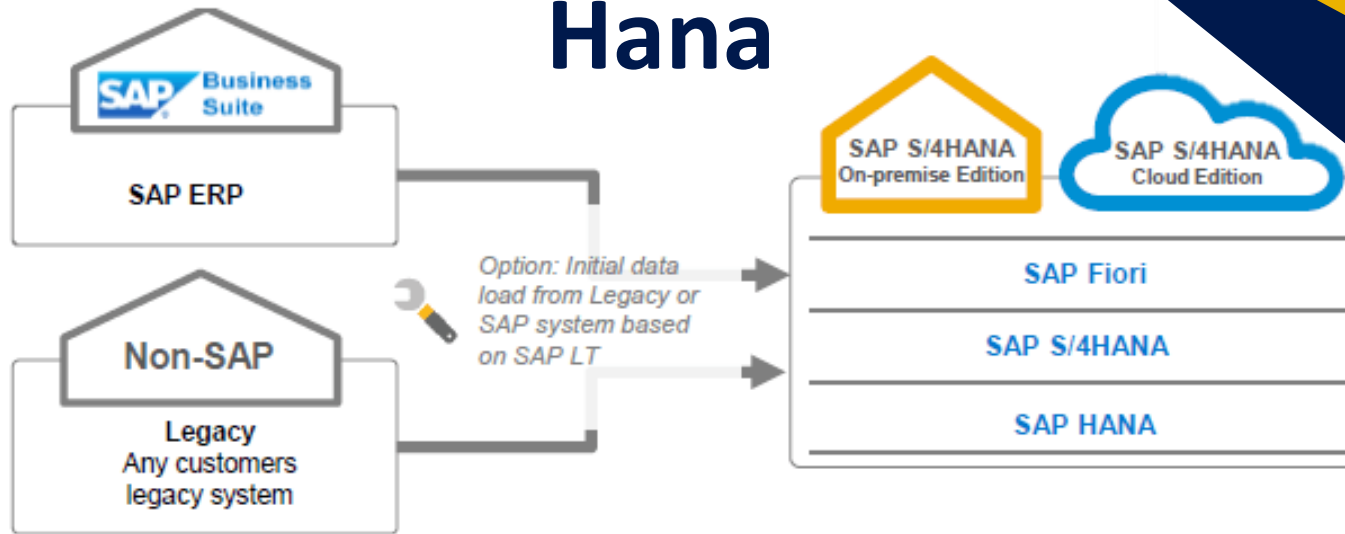 Hana
SAP Business
Suite
SAP ERP
Non-SAP
Legacy
Any customers
legacy system
Option: Initial data
load from Legacy or
SAP system based
on SAP LT
SAP S/4HANA
On-premise Edition
SAP S/4HANA
Cloud Edition
SAP Fiori
SAP S/4HANA
SAP HANA